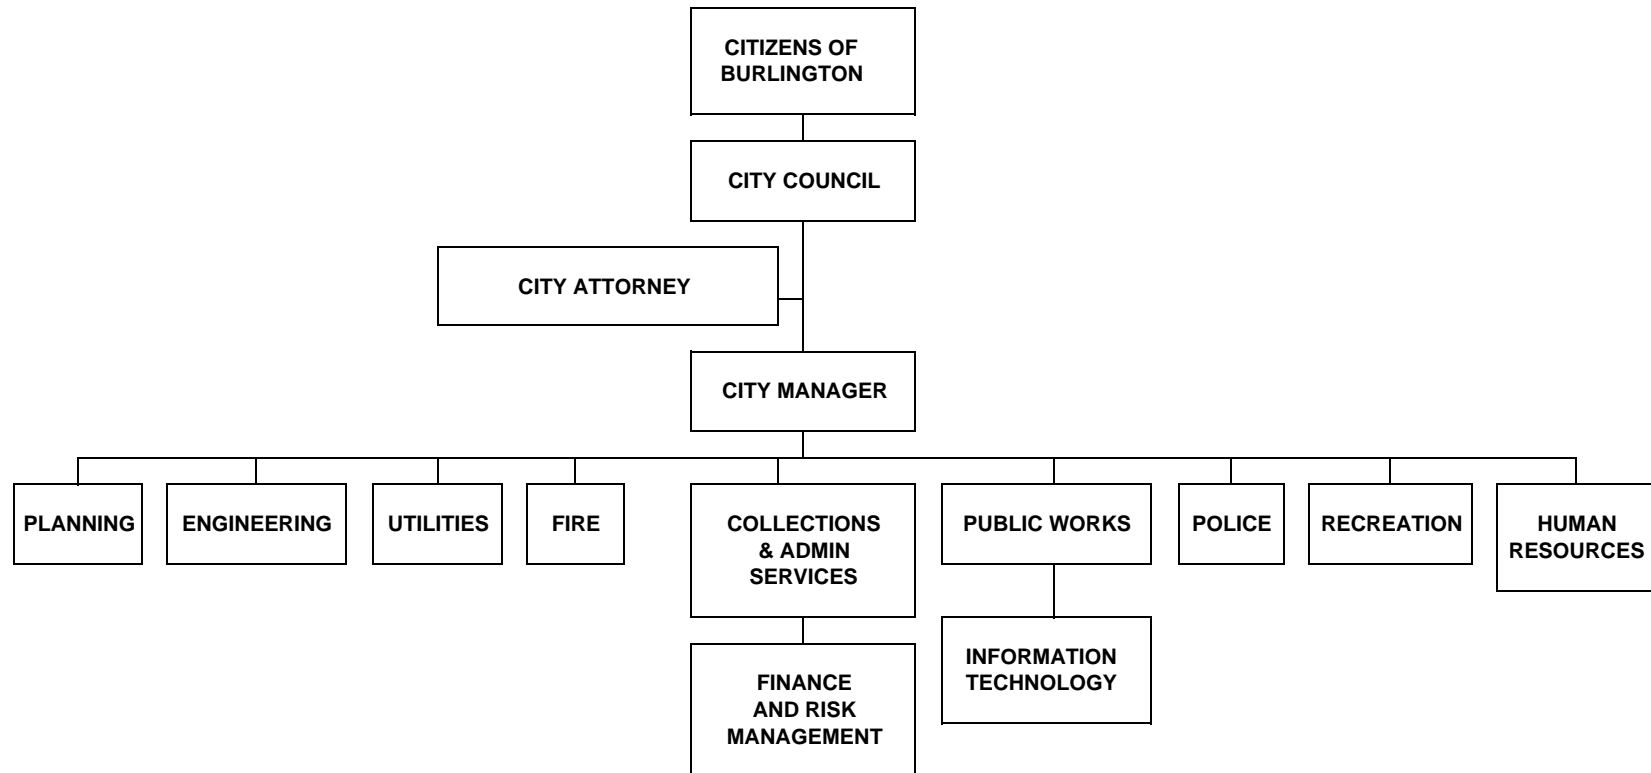 CITIZENS OF
BURLINGTON
CITY COUNCIL
CITY ATTORNEY
CITY MANAGER
PLANNING
ENGINEERING
UTILITIES
FIRE
COLLECTIONS
& ADMIN
SERVICES
PUBLIC WORKS
POLICE
RECREATION
HUMAN
RESOURCES
FINANCE
AND RISK
MANAGEMENT
INFORMATION
TECHNOLOGY